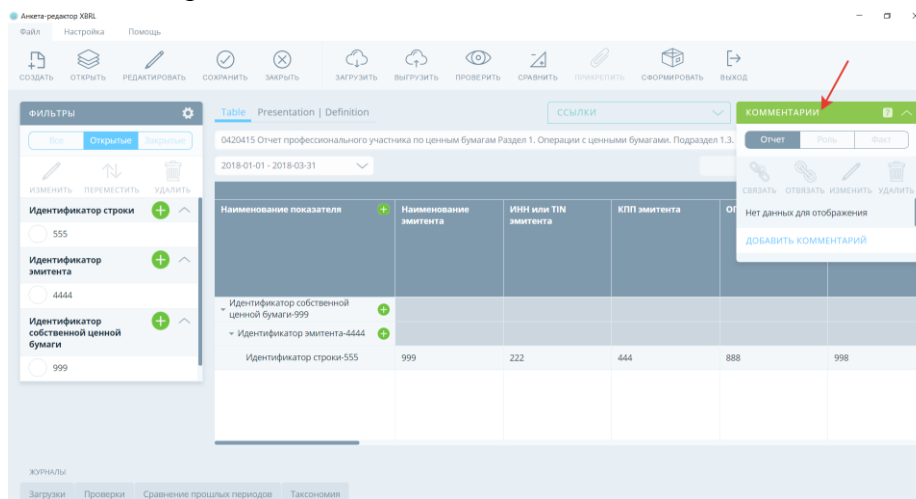 Анкета-редактор XBRL
Файл Настройка Помощь
СОЗДАТЬ ОТКРЫТЬ РЕДАКТИРОВАТЬ СОХРАНИТЬ ЗАКРЫТЬ ЗАГРУЗИТЬ ВЫГРУЗИТЬ ПРОВЕРИТЬ СРАВНИТЬ ПРИКРЕПИТЬ СФОРМИРОВАТЬ ВЫХОД
ФИЛЬТРЫ
Все Открытые Закрытые
ИЗМЕНИТЬ ПЕРЕМЕСТИТЬ УДАЛИТЬ
Идентификатор строки
555
Идентификатор
эмитента
4444
Идентификатор
собственной ценной
бумаги
999
Table Presentation | Definition
ССЫЛКИ
0420415 Отчет профессионального участника по ценным бумагам Раздел 1. Операции с ценными бумагами. Подраздел 1.3.
2018-01-01 - 2018-03-31
Наименование показателя
Наименование
эмитента
ИНН или TIN
эмитента
КПП эмитента
ОГ
Идентификатор собственной
ценной бумаги-999
Идентификатор эмитента-4444
Идентификатор строки-555 999 222 444 888 998
КОММЕНТАРИИ
Отчет Роль Факт
СВЯЗАТЬ ОТВЯЗАТЬ ИЗМЕНИТЬ УДАЛИТЬ
Нет данных для отображения
ДОБАВИТЬ КОММЕНТАРИЙ
ЖУРНАЛЫ
Загрузки Проверки Сравнение прошлых периодов Таксономия